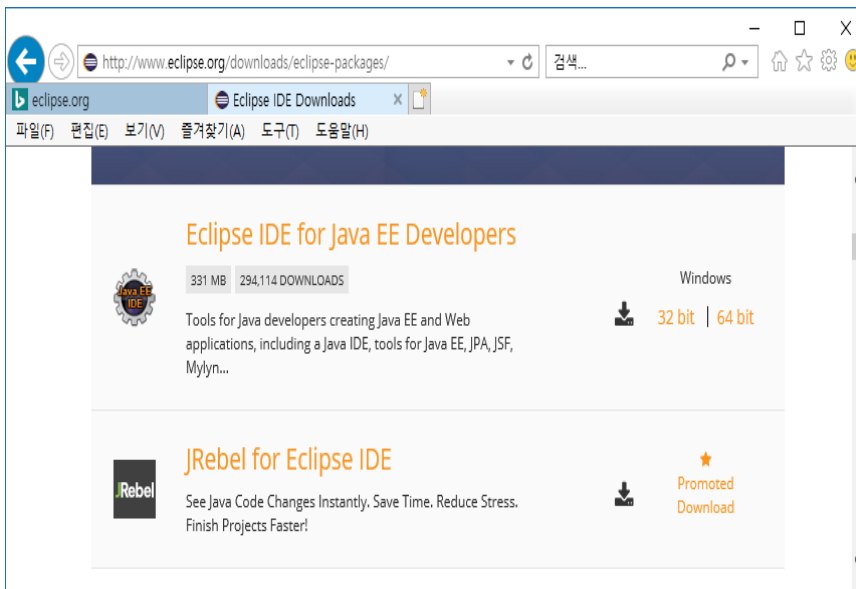 http://www.eclipse.org/downloads/eclipse-packages/
검색...
eclipse.org
Eclipse IDE Downloads
파일(F) 편집(E) 보기(V) 즐겨찾기(A) 도구(T) 도움말(H)
Eclipse IDE for Java EE Developers
331 MB 294,114 DOWNLOADS
Java EE
IDE
Tools for Java developers creating Java EE and Web
applications, including a Java IDE, tools for Java EE, JPA, JSF,
Mylyn...
Windows
32 bit | 64 bit
JRebel for Eclipse IDE
JRebel
See Java Code Changes Instantly. Save Time. Reduce Stress.
Finish Projects Faster!
Promoted
Download